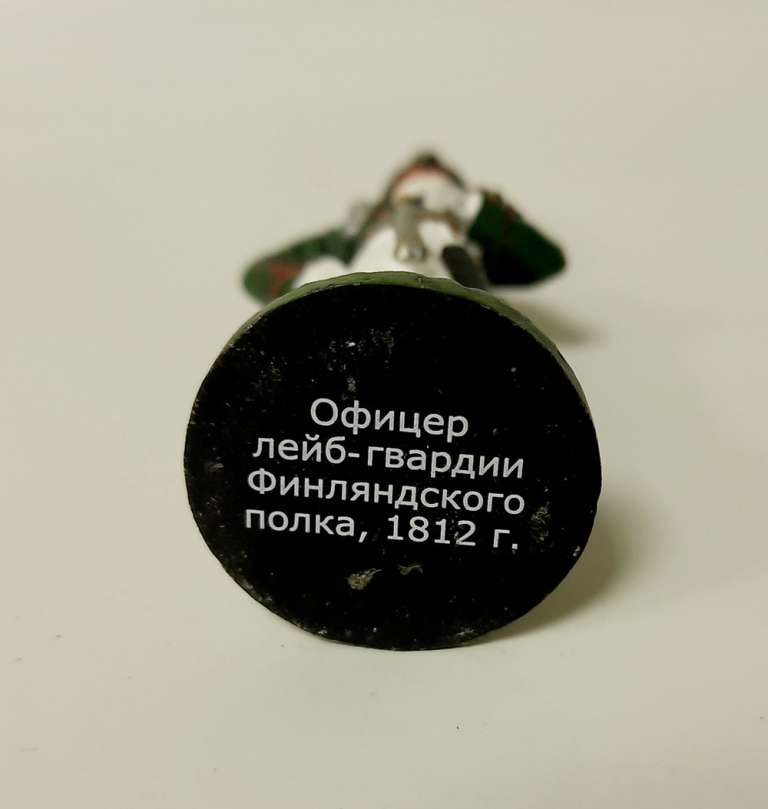 Офицер
лейб-гвардии
Финляндского
полка, 1812 г.